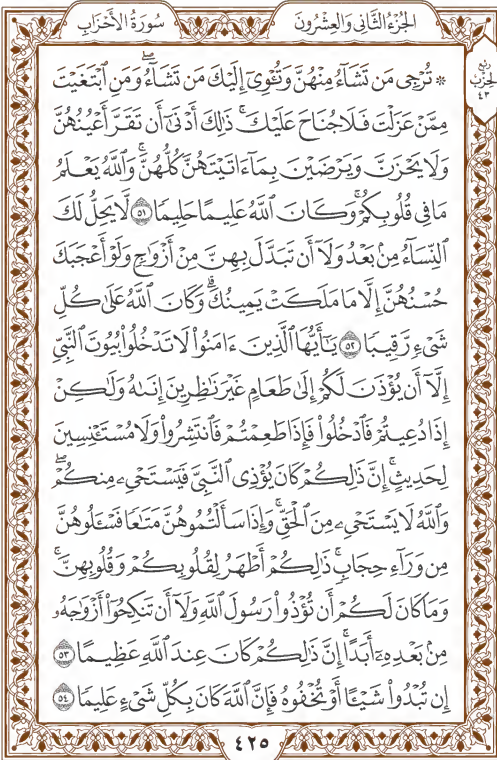 الجُزْءُ الثَّانِي وَالعِشْرُونَ
سُورَةُ الأَحْزَابِ
ربع
الحزب
٤٣
۞ تُرْجِي مَن تَشَآءُ مِنْهُنَّ وَتُـْٔوِيٓ إِلَيْكَ مَن تَشَآءُۖ وَمَنِ ٱبْتَغَيْتَ
مِمَّنْ عَزَلْتَ فَلَا جُنَاحَ عَلَيْكَۚ ذَٰلِكَ أَدْنَىٰٓ أَن تَقَرَّ أَعْيُنُهُنَّ
وَلَا يَحْزَنَّ وَيَرْضَيْنَ بِمَآ ءَاتَيْتَهُنَّ كُلُّهُنَّۚ وَٱللَّهُ يَعْلَمُ
مَا فِي قُلُوبِكُمْۚ وَكَانَ ٱللَّهُ عَلِيمًا حَلِيمًا ۝٥١ لَّا يَحِلُّ لَكَ
ٱلنِّسَآءُ مِنۢ بَعْدُ وَلَآ أَن تَبَدَّلَ بِهِنَّ مِنْ أَزْوَٰجٍ وَلَوْ أَعْجَبَكَ
حُسْنُهُنَّ إِلَّا مَا مَلَكَتْ يَمِينُكَۗ وَكَانَ ٱللَّهُ عَلَىٰ كُلِّ
شَيْءٍ رَّقِيبًا ۝٥٢ يَٰٓأَيُّهَا ٱلَّذِينَ ءَامَنُوا۟ لَا تَدْخُلُوا۟ بُيُوتَ ٱلنَّبِيِّ
إِلَّآ أَن يُؤْذَنَ لَكُمْ إِلَىٰ طَعَامٍ غَيْرَ نَٰظِرِينَ إِنَىٰهُ وَلَٰكِنْ
إِذَا دُعِيتُمْ فَٱدْخُلُوا۟ فَإِذَا طَعِمْتُمْ فَٱنتَشِرُوا۟ وَلَا مُسْتَـْٔنِسِينَ
لِحَدِيثٍۚ إِنَّ ذَٰلِكُمْ كَانَ يُؤْذِي ٱلنَّبِيَّ فَيَسْتَحْيِۦ مِنكُمْۖ
وَٱللَّهُ لَا يَسْتَحْيِۦ مِنَ ٱلْحَقِّۚ وَإِذَا سَأَلْتُمُوهُنَّ مَتَٰعًا فَسْـَٔلُوهُنَّ
مِن وَرَآءِ حِجَابٍۚ ذَٰلِكُمْ أَطْهَرُ لِقُلُوبِكُمْ وَقُلُوبِهِنَّۚ
وَمَا كَانَ لَكُمْ أَن تُؤْذُوا۟ رَسُولَ ٱللَّهِ وَلَآ أَن تَنكِحُوٓا۟ أَزْوَٰجَهُۥ
مِنۢ بَعْدِهِۦٓ أَبَدًاۚ إِنَّ ذَٰلِكُمْ كَانَ عِندَ ٱللَّهِ عَظِيمًا ۝٥٣
إِن تُبْدُوا۟ شَيْـًٔا أَوْ تُخْفُوهُ فَإِنَّ ٱللَّهَ كَانَ بِكُلِّ شَيْءٍ عَلِيمًا ۝٥٤
٤٢٥